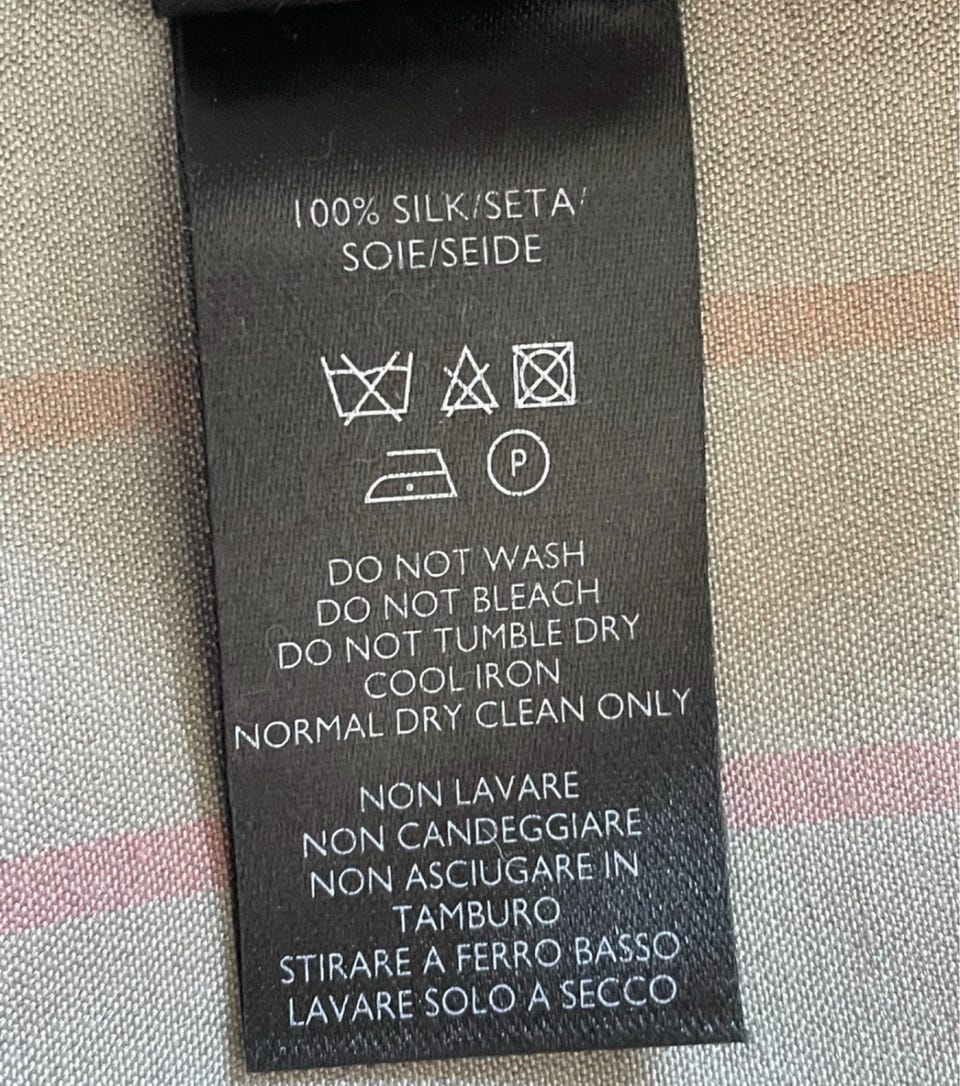 100% SILK/SETA/
SOIE/SEIDE
P
DO NOT WASH
DO NOT BLEACH
DO NOT TUMBLE DRY
COOL IRON
NORMAL DRY CLEAN ONLY
NON LAVARE
NON CANDEGGIARE
NON ASCIUGARE IN
TAMBURO
STIRARE A FERRO BASSO
LAVARE SOLO A SECCO